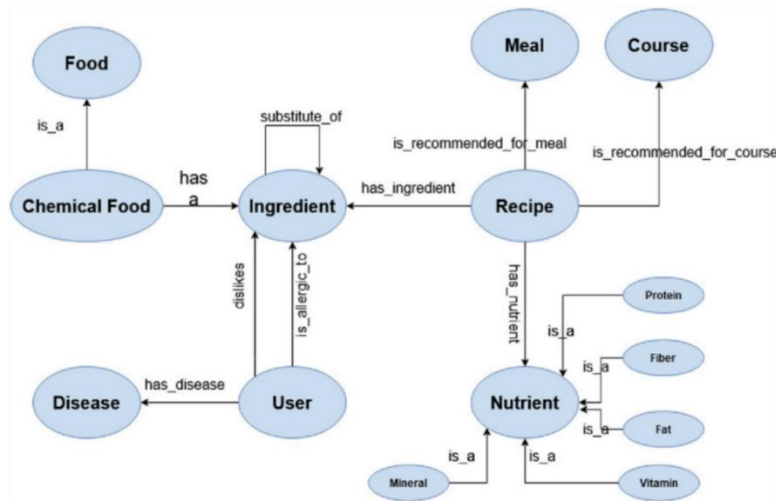 Meal
Course
Food
substitute_of
is_a
is_recommended_for_meal
is_recommended_for_course
has
a
has_ingredient
Chemical Food
Ingredient
Recipe
dislikes
is_allergic_to
has_nutrient
Protein
is_a
Fiber
is_a
has_disease
Disease
User
Nutrient
is_a
Fat
is_a
is_a
Mineral
Vitamin